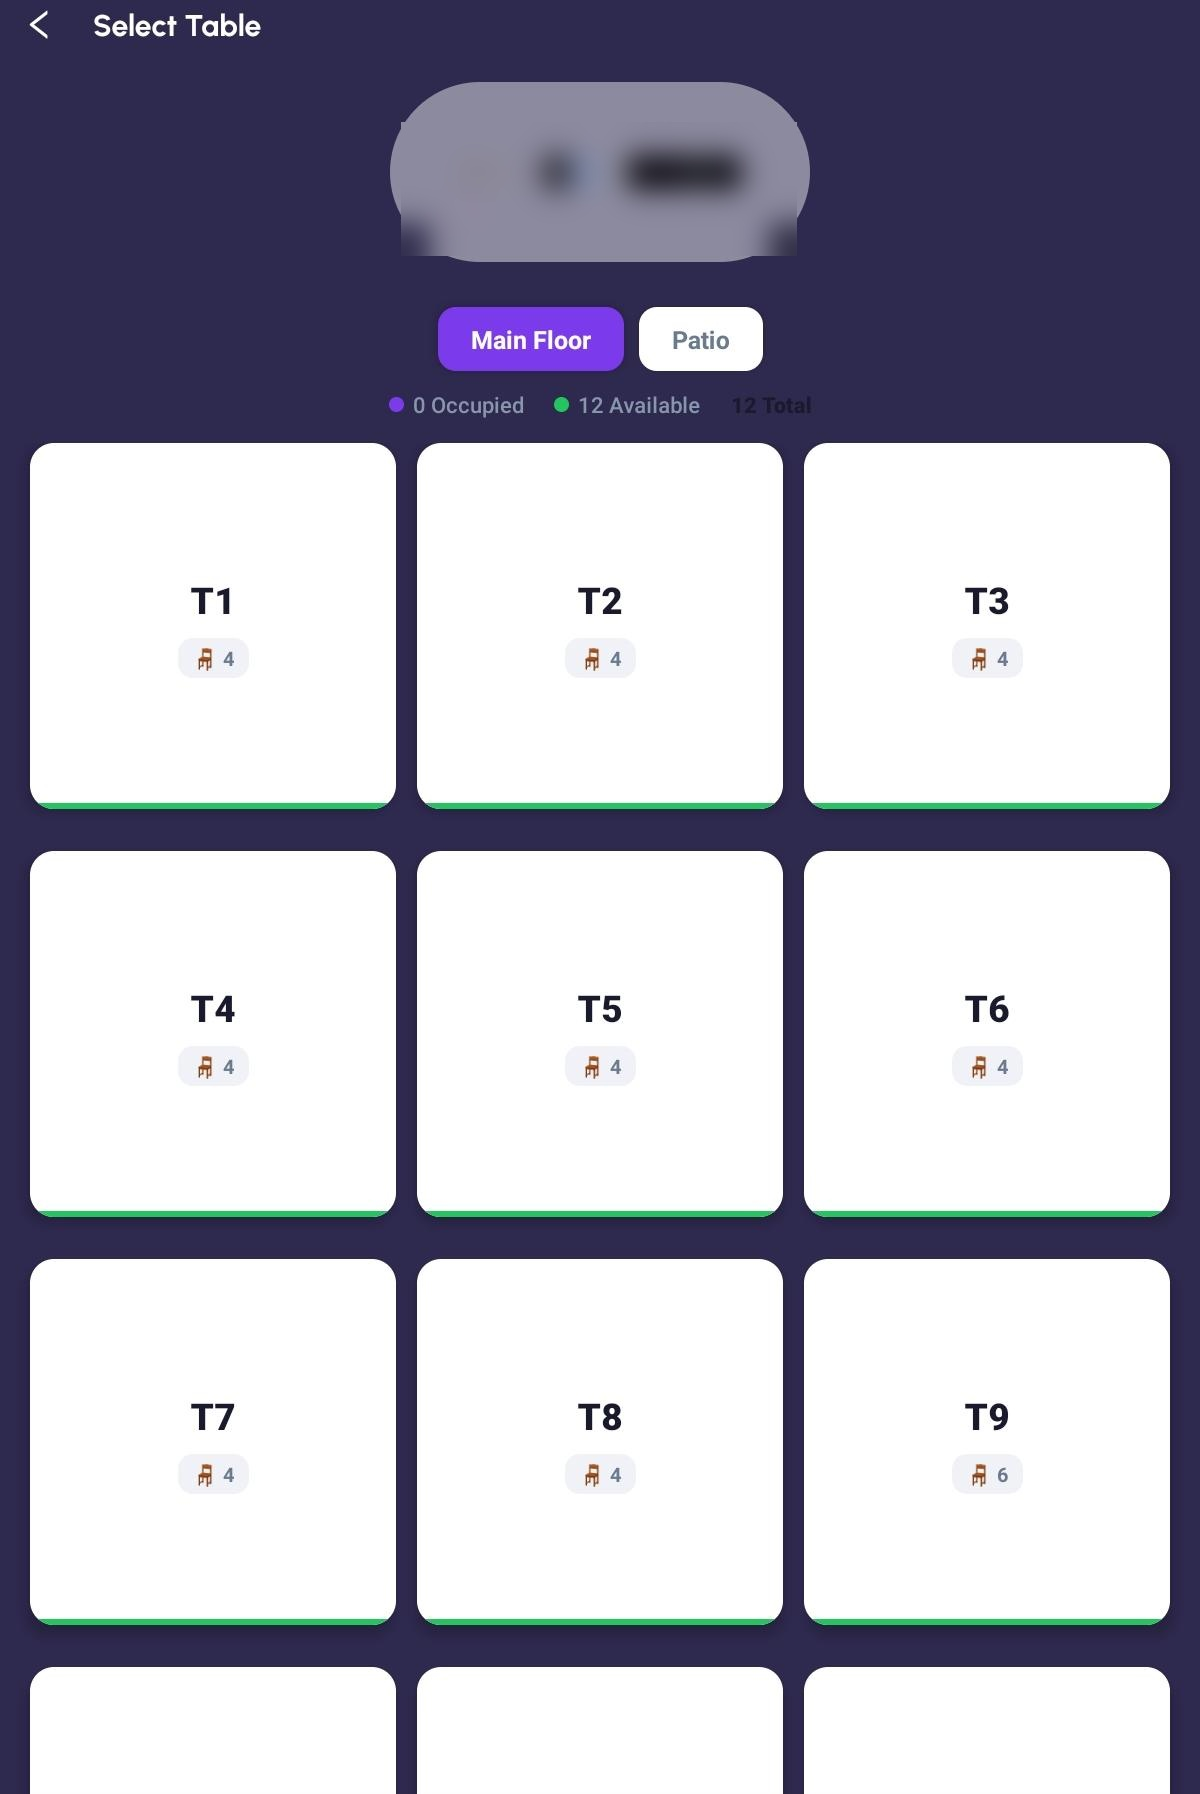 Select Table
Main Floor Patio
0 Occupied 12 Available 12 Total
T1 T2 T3
4 4 4
T4 T5 T6
4 4 4
T7 T8 T9
4 4 6